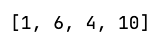 [1, 6, 4, 10]